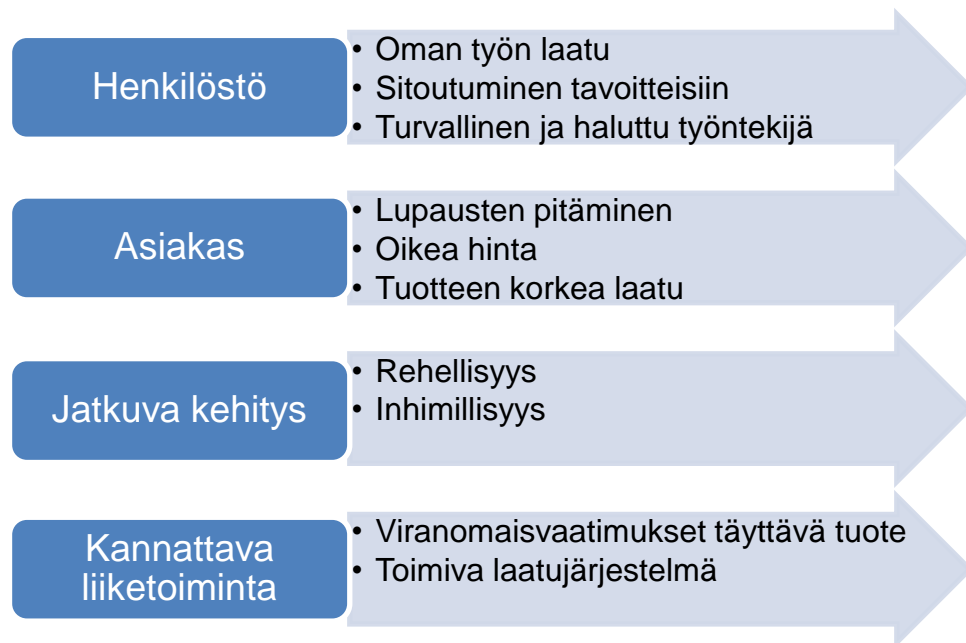 Henkilöstö
• Oman työn laatu
• Sitoutuminen tavoitteisiin
• Turvallinen ja haluttu työntekijä
Asiakas
• Lupausten pitäminen
• Oikea hinta
• Tuotteen korkea laatu
Jatkuva kehitys
• Rehellisyys
• Inhimillisyys
Kannattava
liiketoiminta
• Viranomaisvaatimukset täyttävä tuote
• Toimiva laatujärjestelmä